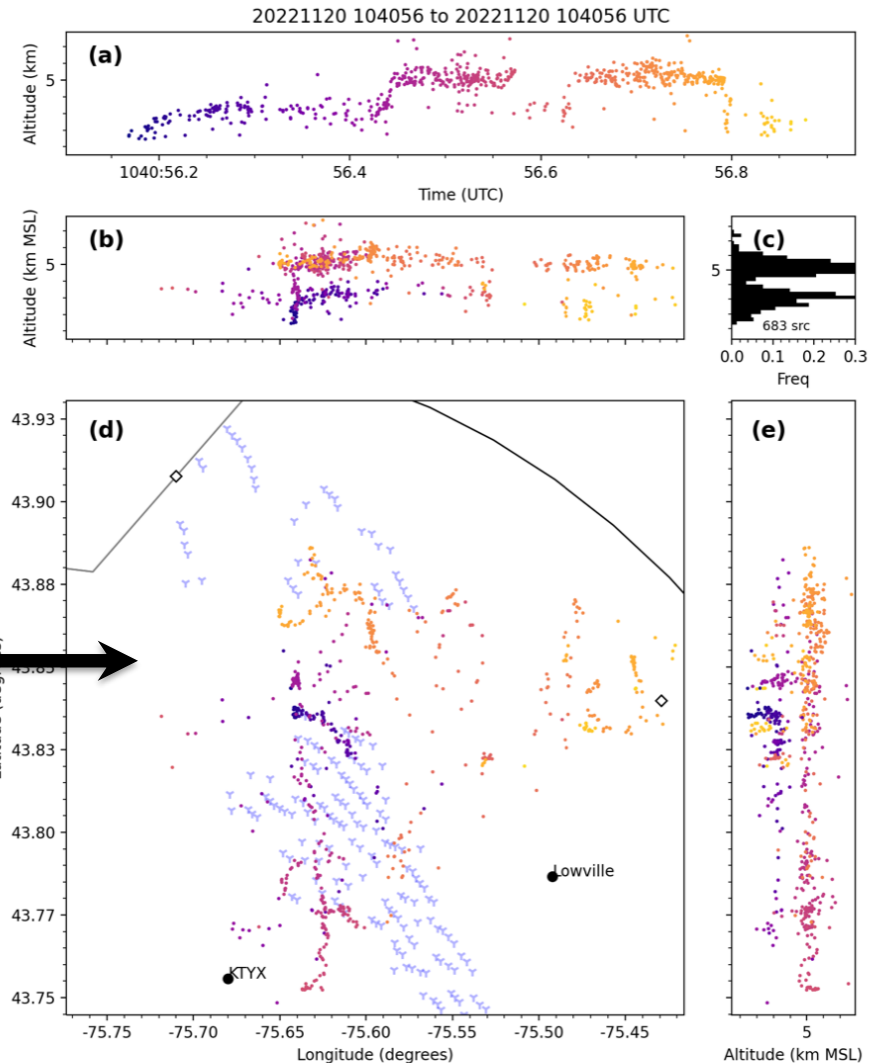 20221120 104056 to 20221120 104056 UTC
(a)
Altitude (km)
5
1040:56.2
56.4
56.6
56.8
Time (UTC)
(b)
Altitude (km MSL)
5
(c)
5
683 src
0.0
0.1
0.2
0.3
Freq
(d)
43.93
43.90
43.88
43.83
43.80
43.77
43.75
Lowville
KTYX
-75.75
-75.70
-75.65
-75.60
-75.55
-75.50
-75.45
Longitude (degrees)
(e)
5
Altitude (km MSL)